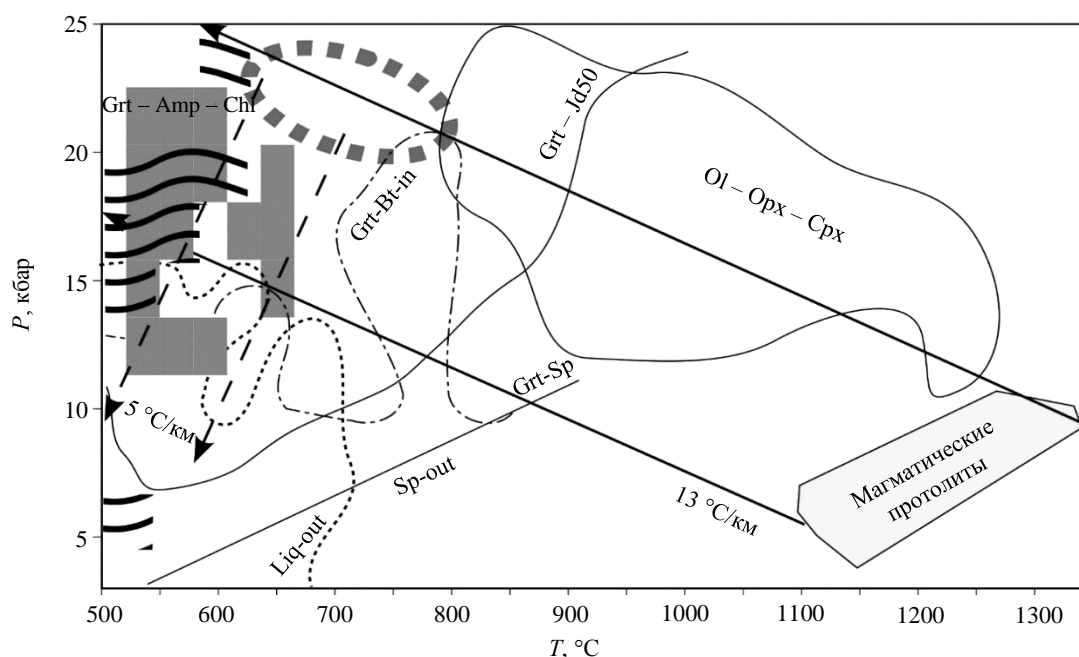 25
20
15
10
5
P, кбар
Grt – Amp – Chl
Grt-Bt-in
Grt – Jd50
Ol – Opx – Cpx
5 °C/км
Grt-Sp
Sp-out
Liq-out
13 °C/км
Магматические
протолиты
500
600
700
800
900
1000
1100
1200
1300
T, °C